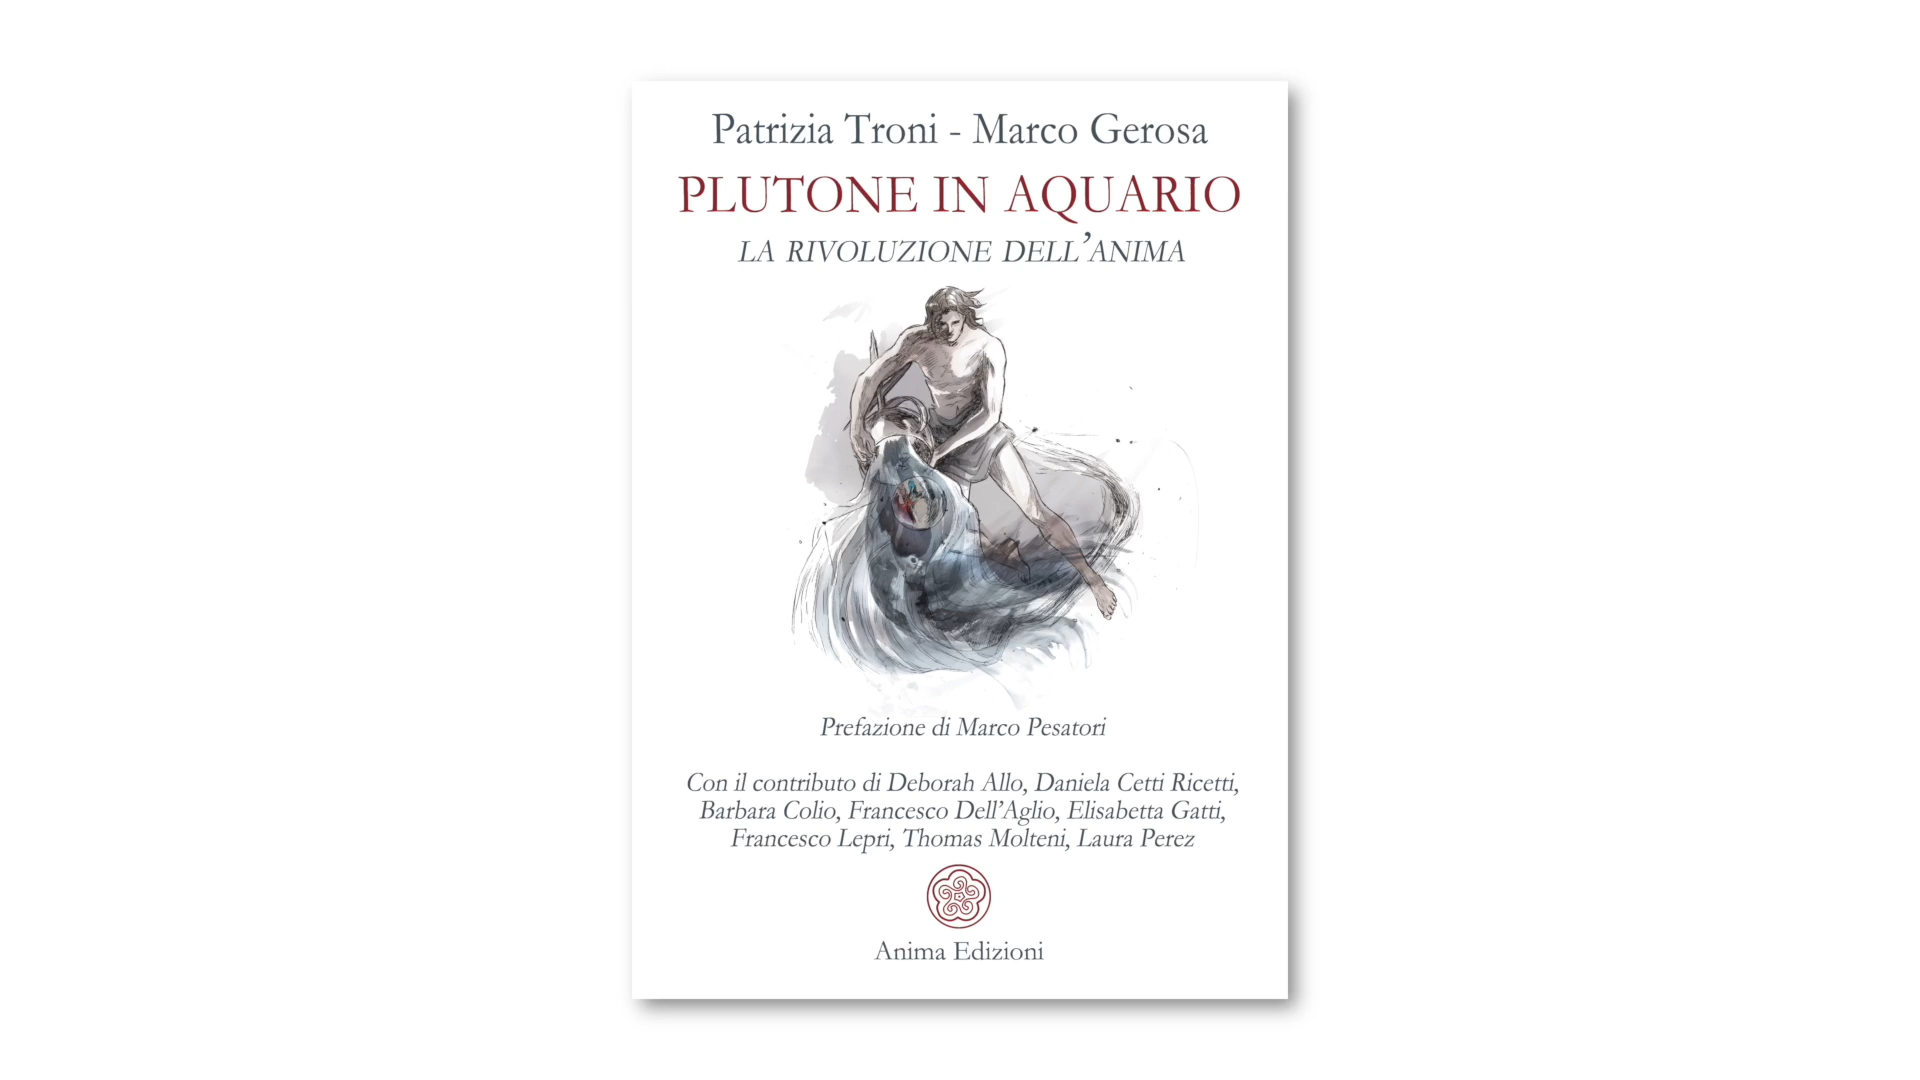 Patrizia Troni - Marco Gerosa
PLUTONE IN AQUARIO
LA RIVOLUZIONE DELL’ANIMA
Prefazione di Marco Pesatori
Con il contributo di Deborah Allo, Daniela Cetti Ricetti,
Barbara Colio, Francesco Dell’Aglio, Elisabetta Gatti,
Francesco Lepri, Thomas Molteni, Laura Perez
Anima Edizioni